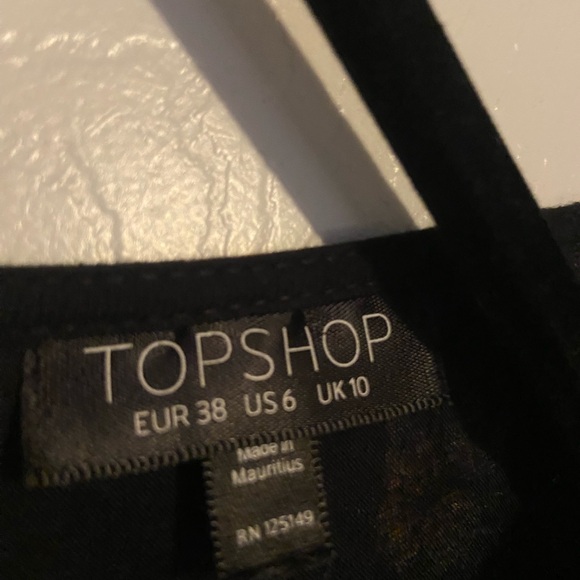 TOPSHOP
EUR 38 US 6 UK 10
Made in
Mauritius
RN 125149